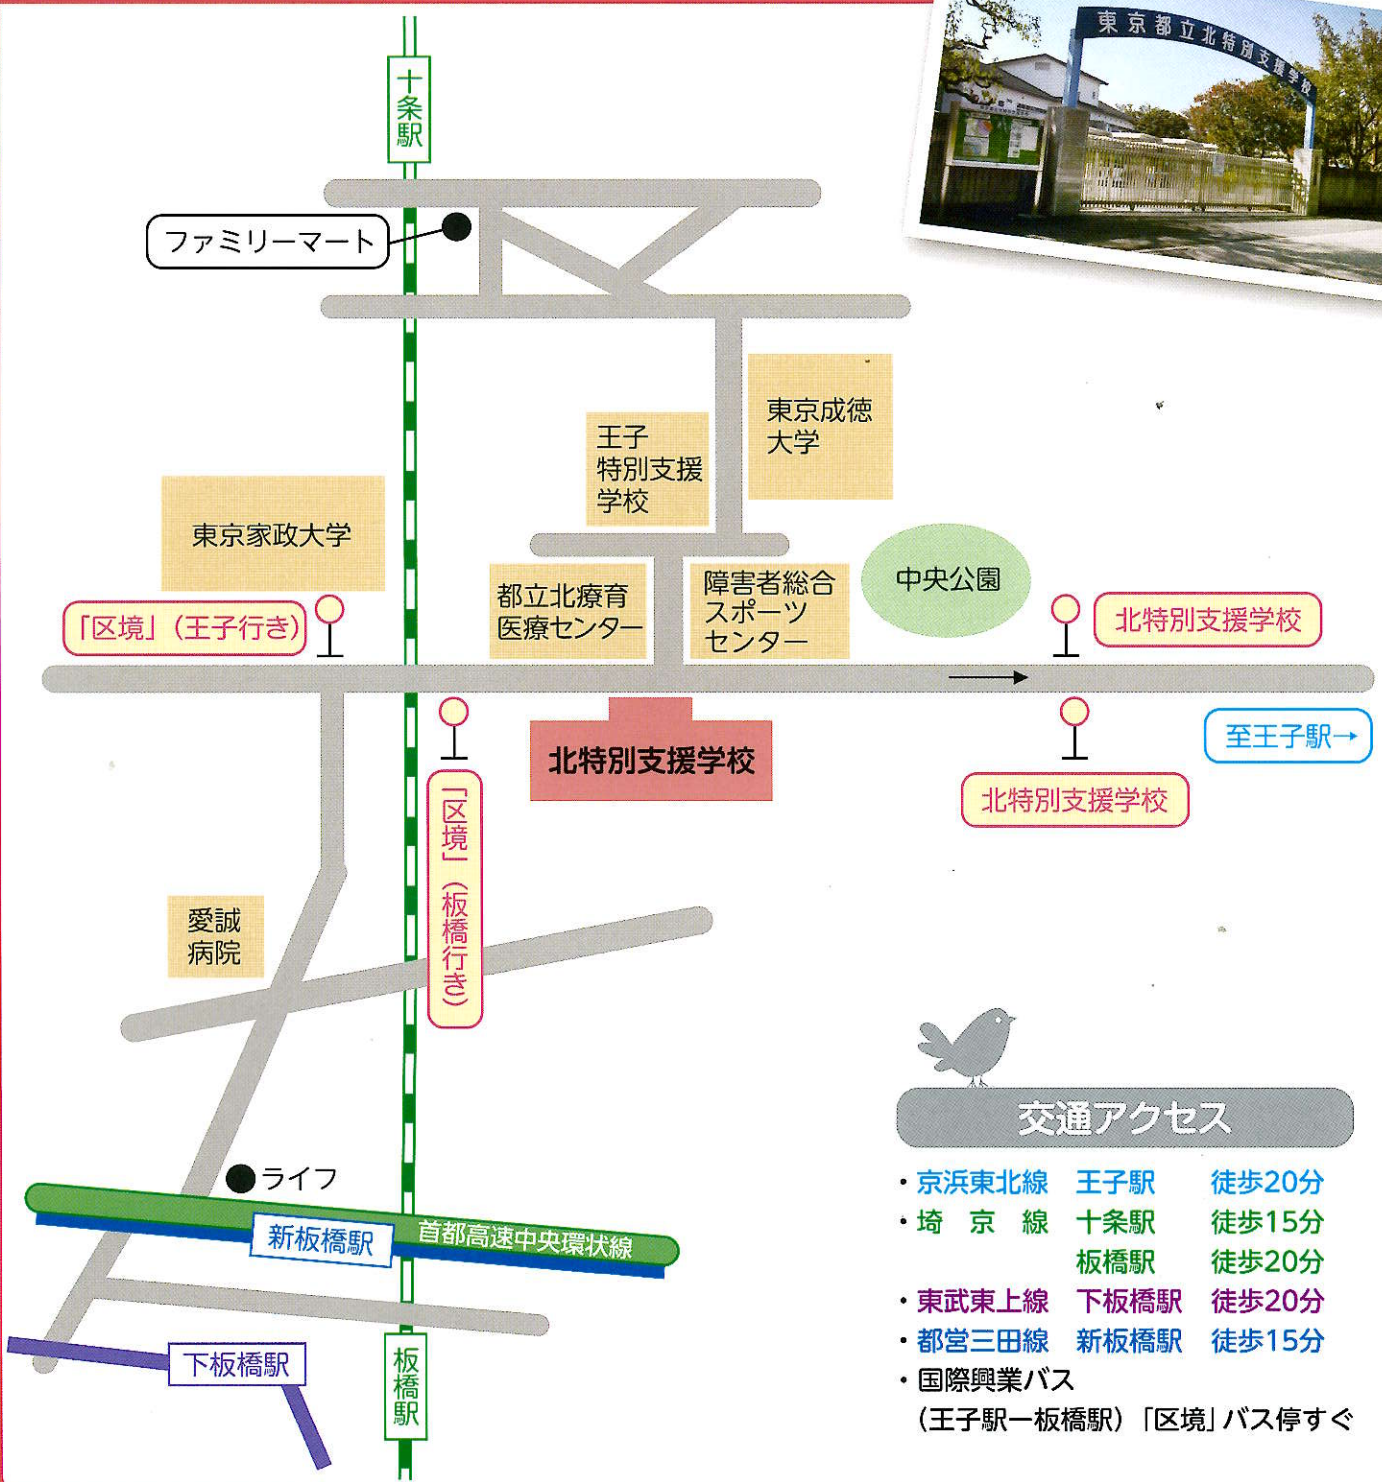 東京都立北特別支援学校
十条駅
ファミリーマート
東京成徳
大学
王子
特別支援
学校
東京家政大学
都立北療育
医療センター
障害者総合
スポーツ
センター
中央公園
「区境」（王子行き）
北特別支援学校
至王子駅→
北特別支援学校
北特別支援学校
「区境」（板橋行き）
愛誠
病院
ライフ
首都高速中央環状線
新板橋駅
下板橋駅
板橋駅
交通アクセス
・京浜東北線 王子駅 徒歩20分
・埼京線 十条駅 徒歩15分
板橋駅 徒歩20分
・東武東上線 下板橋駅 徒歩20分
・都営三田線 新板橋駅 徒歩15分
・国際興業バス
（王子駅ー板橋駅）「区境」バス停すぐ